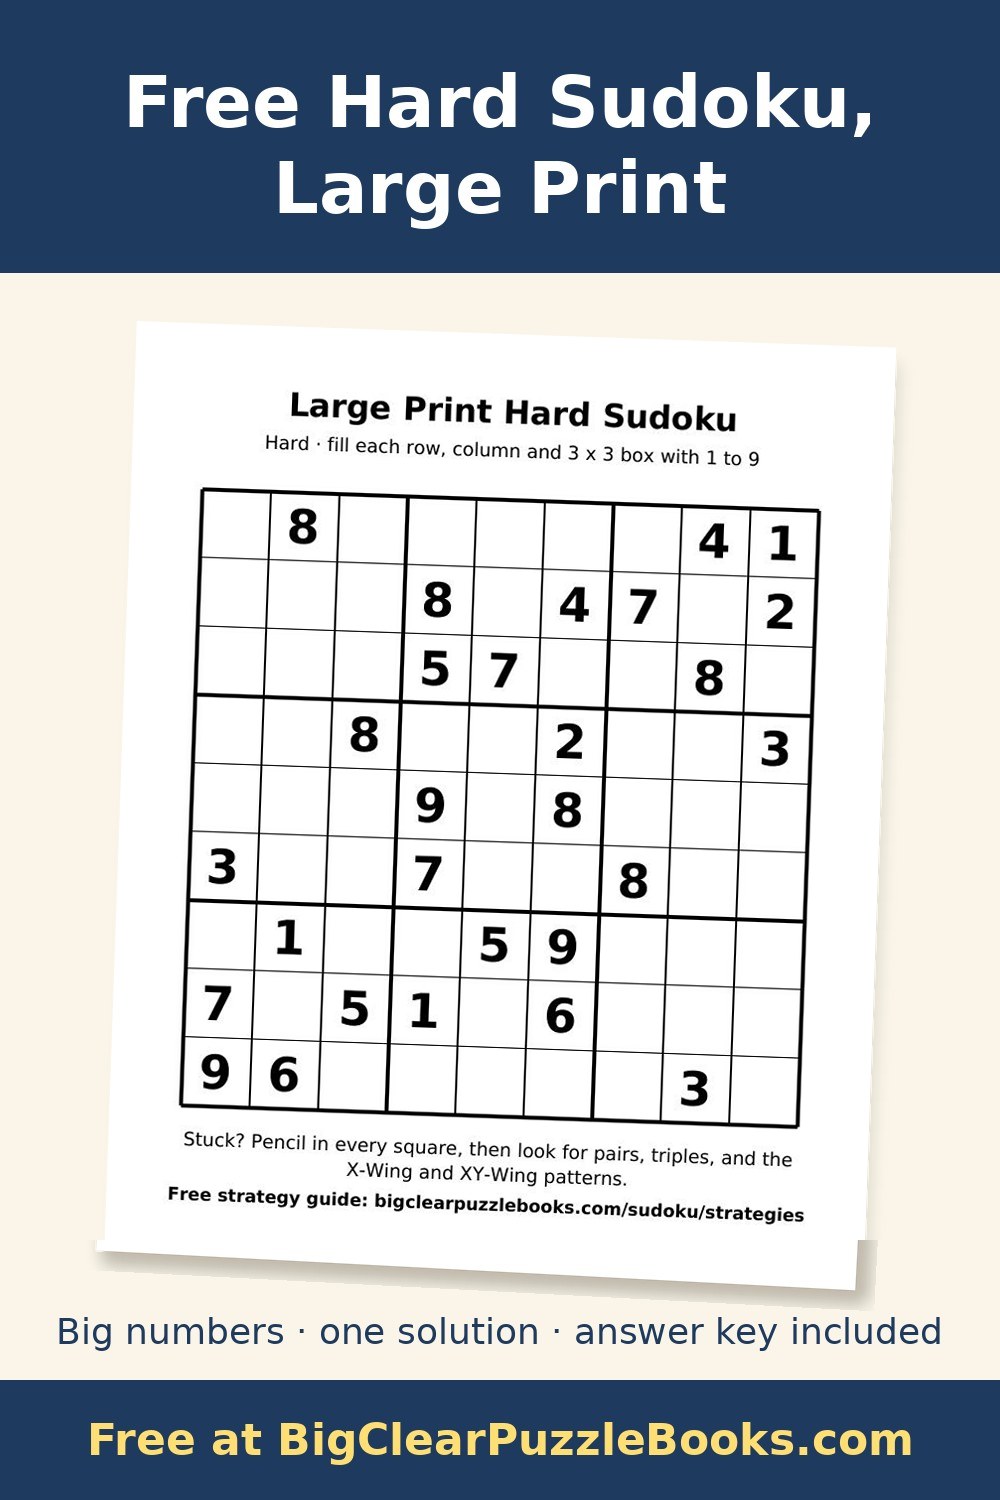 Free Hard Sudoku,
Large Print
Large Print Hard Sudoku
Hard · fill each row, column and 3 x 3 box with 1 to 9
8 4 1
8 4 7 2
5 7 8
8 2 3
9 8
3 7 8
1 5 9
7 5 1 6
9 6 3
Stuck? Pencil in every square, then look for pairs, triples, and the
X-Wing and XY-Wing patterns.
Free strategy guide: bigclearpuzzlebooks.com/sudoku/strategies
Big numbers · one solution · answer key included
Free at BigClearPuzzleBooks.com